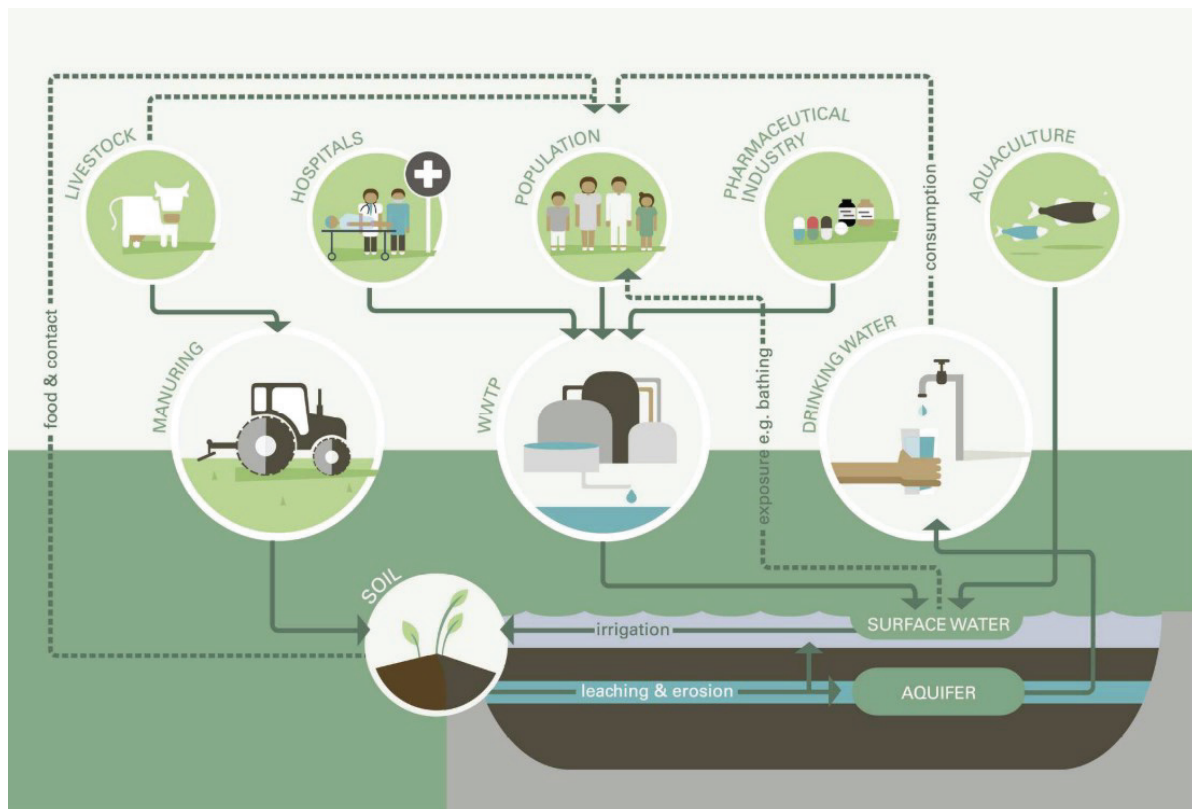 LIVESTOCK
HOSPITALS
POPULATION
PHARMACEUTICAL
INDUSTRY
AQUACULTURE
food & contact
MANURING
WWTP
exposure e.g. bathing
DRINKING WATER
consumption
SOIL
irrigation
SURFACE WATER
leaching & erosion
AQUIFER